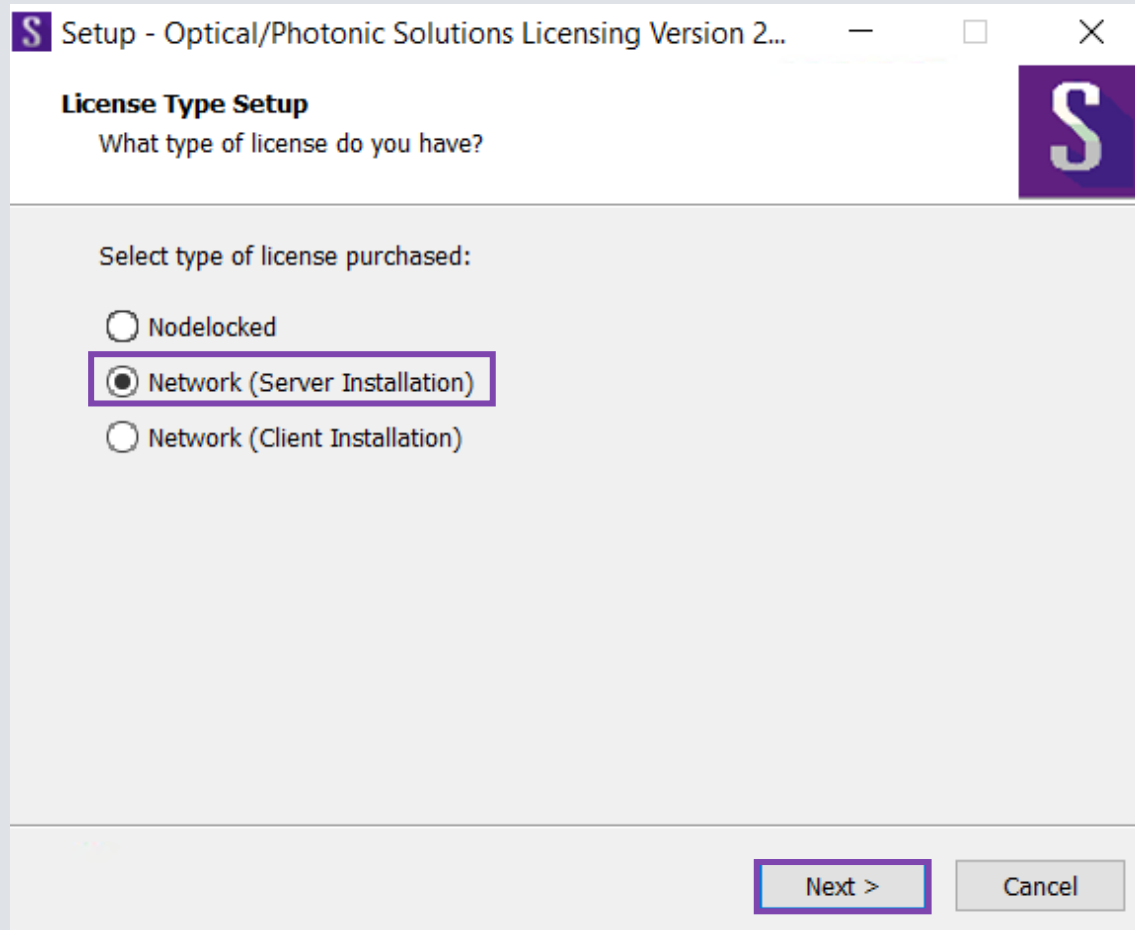 S Setup - Optical/Photonic Solutions Licensing Version 2...
License Type Setup
What type of license do you have?
S
Select type of license purchased:
Nodelocked
Network (Server Installation)
Network (Client Installation)
Next >
Cancel